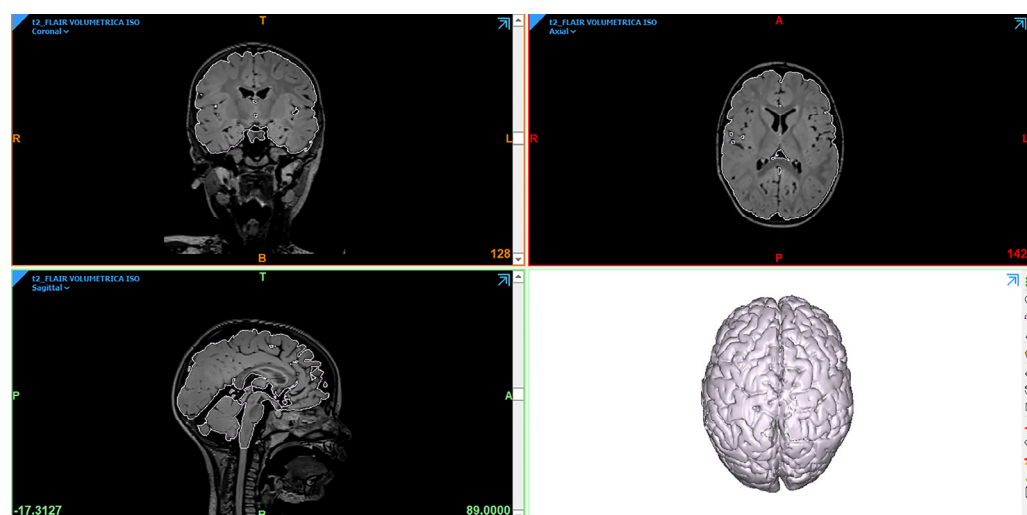 t2_FLAIR VOLUMETRICA ISO
Coronal
T
R
L
B
128
t2_FLAIR VOLUMETRICA ISO
Axial
A
R
L
P
142
t2_FLAIR VOLUMETRICA ISO
Sagittal
T
P
A
-17.3127
89.0000